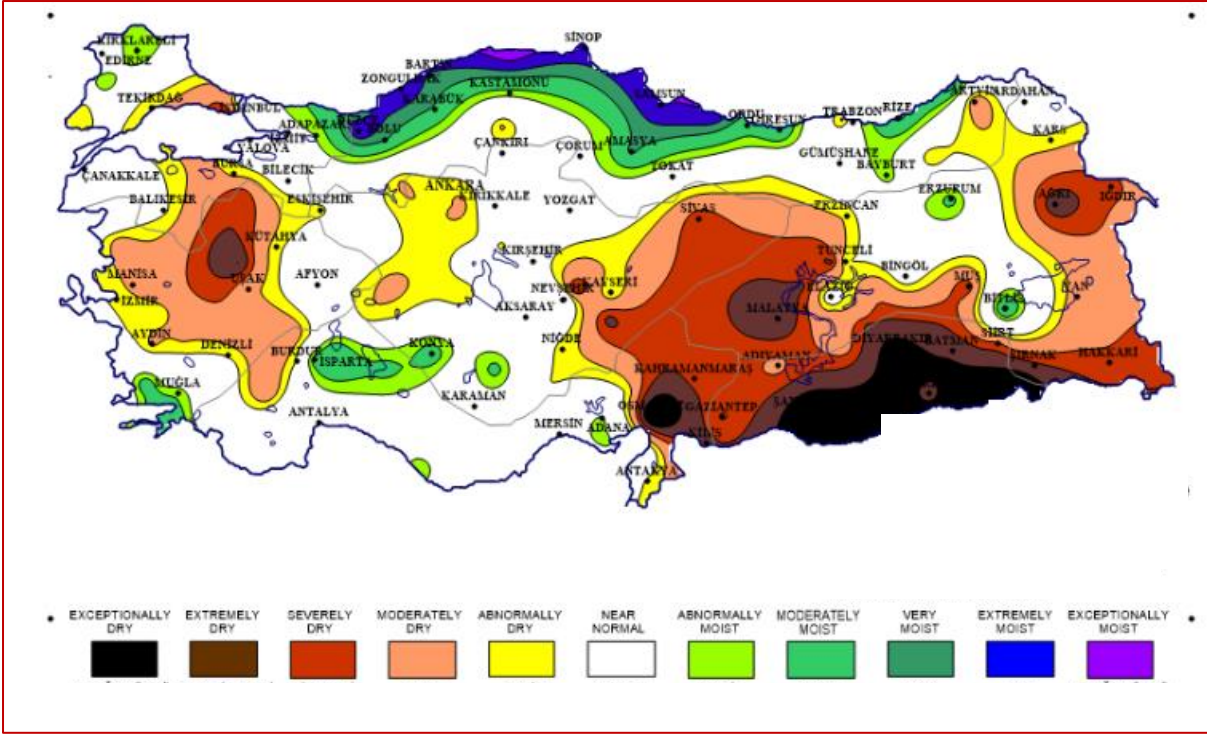 SİNOP
KIRKLARELİ
EDİRNE
BARTIN
ZONGULDAK
KASTAMONU
KARABÜK
SAMSUN
TEKİRDAĞ
İSTANBUL
ADAPAZARI
BOLU
ORDU
GİRESUN
TRABZON
RİZE
ARTVİN
ARDAHAN
KARS
YALOVA
ÇANKIRI
ÇORUM
AMASYA
TOKAT
GÜMÜŞHANE
BAYBURT
ÇANAKKALE
BURSA
BİLECİK
ANKARA
KIRIKKALE
YOZGAT
ERZURUM
AĞRI
IĞDIR
BALIKESİR
ESKİŞEHİR
SİVAS
ERZİNCAN
KÜTAHYA
KIRŞEHİR
TUNCELİ
BİNGÖL
MUŞ
MANİSA
UŞAK
AFYON
NEVŞEHİR
KAYSERİ
ELAZIĞ
BİTLİS
VAN
İZMİR
AKSARAY
MALATYA
AYDIN
DENİZLİ
BURDUR
ISPARTA
KONYA
NİĞDE
DİYARBAKIR
BATMAN
SİİRT
ŞIRNAK
HAKKARİ
KAHRAMANMARAŞ
ADIYAMAN
MUĞLA
KARAMAN
ANTALYA
MERSİN
ADANA
GAZİANTEP
KİLİS
ANTAKYA
EXCEPTIONALLY DRY
EXTREMELY DRY
SEVERELY DRY
MODERATELY DRY
ABNORMALLY DRY
NEAR NORMAL
ABNORMALLY MOIST
MODERATELY MOIST
VERY MOIST
EXTREMELY MOIST
EXCEPTIONALLY MOIST